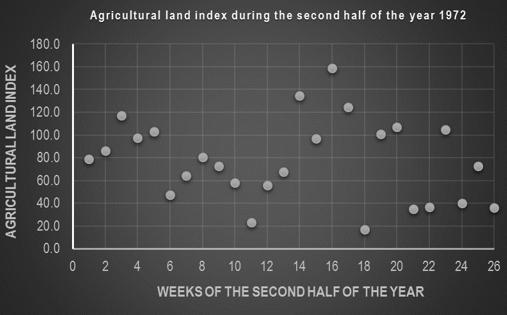 Agricultural land index during the second half of the year 1972
180.0
160.0
140.0
120.0
100.0
80.0
60.0
40.0
20.0
0.0
AGRICULTURAL LAND INDEX
0 2 4 6 8 10 12 14 16 18 20 22 24 26
WEEKS OF THE SECOND HALF OF THE YEAR